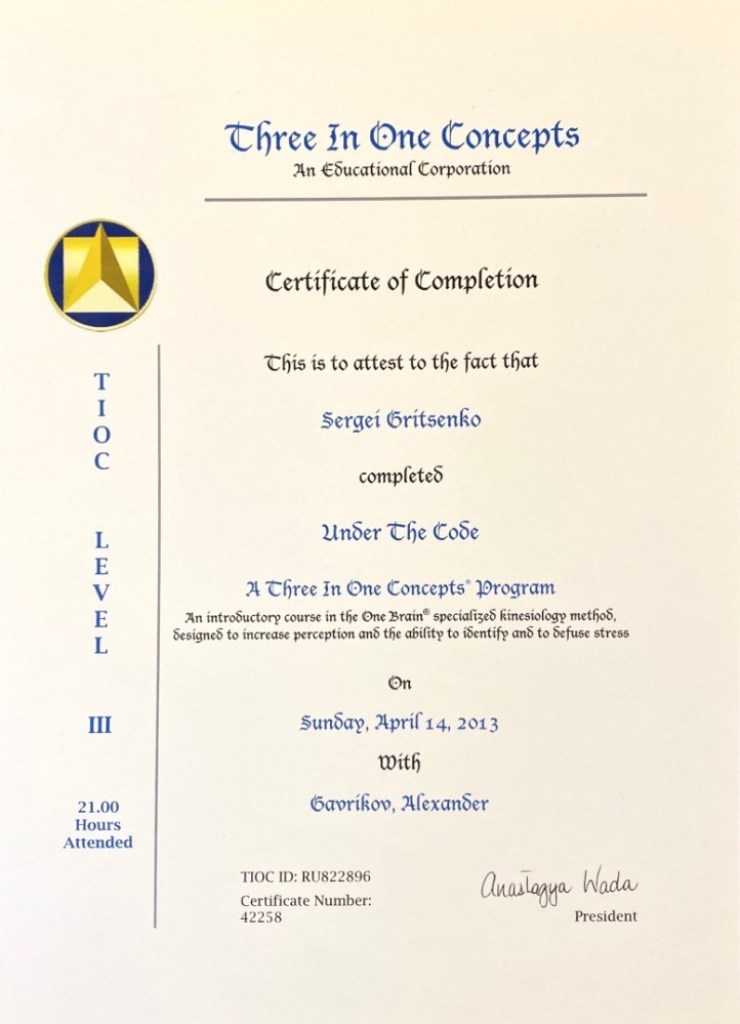 Three In One Concepts
An Educational Corporation
Certificate of Completion
This is to attest to the fact that
Sergei Gritsenko
completed
Under The Code
A Three In One Concepts® Program
An introductory course in the One Brain® specialized kinesiology method,
designed to increase perception and the ability to identify and to defuse stress
On
Sunday, April 14, 2013
With
Gavrikov, Alexander
TIOC LEVEL III
21.00
Hours
Attended
TIOC ID: RU822896
Certificate Number:
42258
Anastagya Wada
President